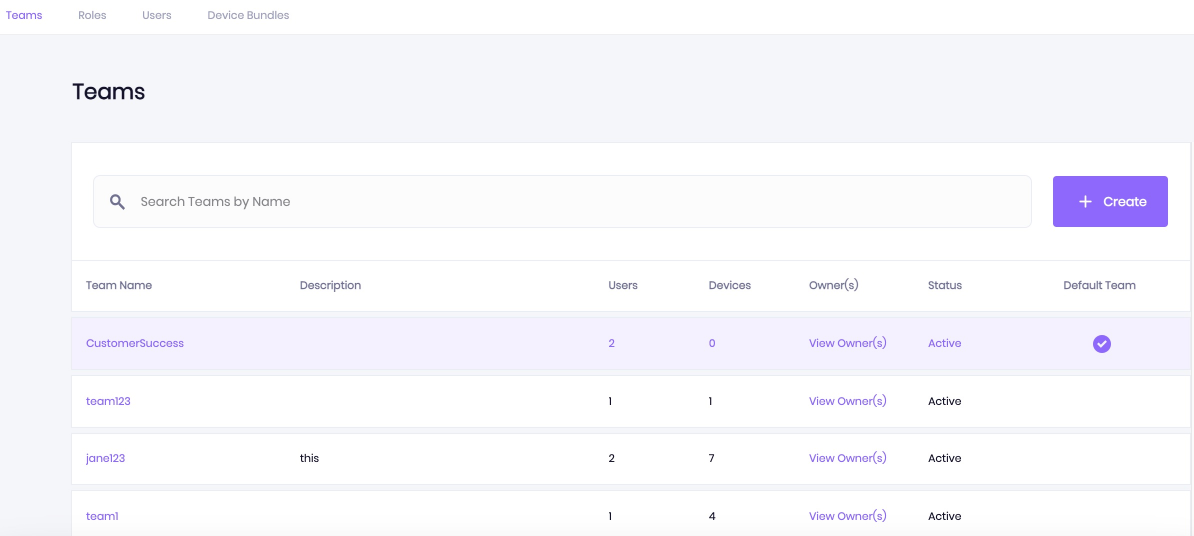 Teams Roles Users Device Bundles
Teams
Search Teams by Name
+ Create
Team Name Description Users Devices Owner(s) Status Default Team
CustomerSuccess 2 0 View Owner(s) Active
team123 1 1 View Owner(s) Active
jane123 this 2 7 View Owner(s) Active
team1 1 4 View Owner(s) Active